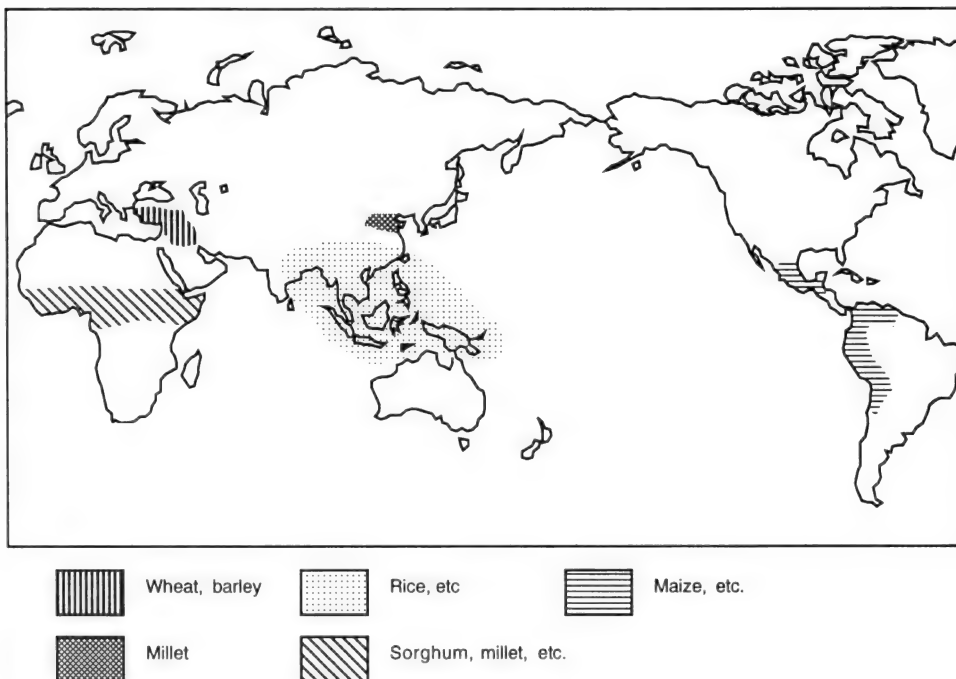 Wheat, barley
Rice, etc
Maize, etc.
Millet
Sorghum, millet, etc.